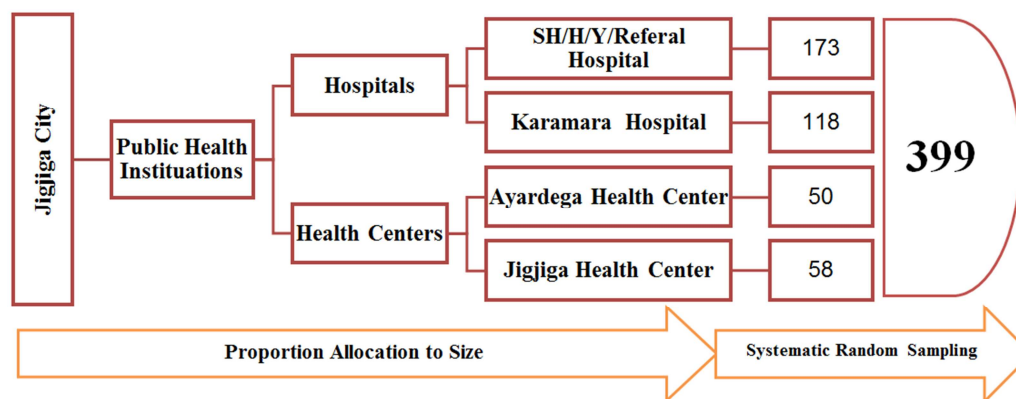 Jigjiga City
Public Health
Instituations
Hospitals
Health Centers
SH/H/Y/Referal
Hospital
173
Karamara Hospital
118
Ayardega Health Center
50
Jigjiga Health Center
58
399
Proportion Allocation to Size
Systematic Random Sampling